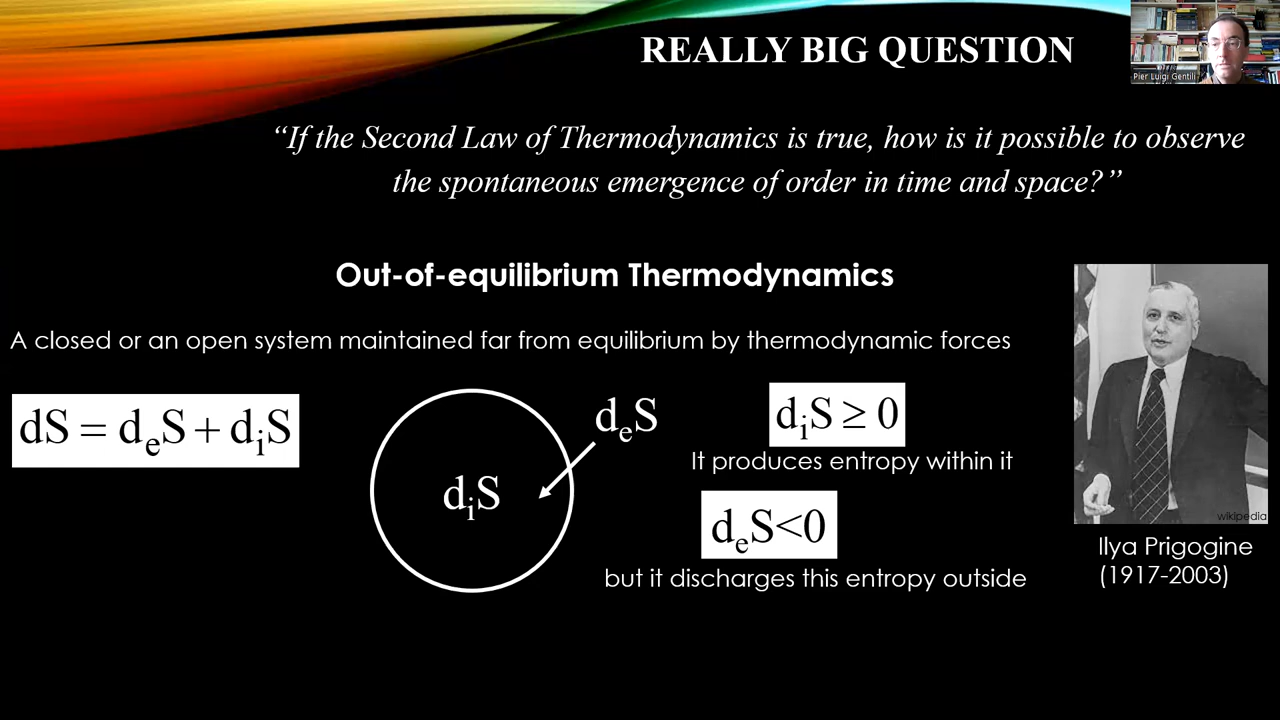 REALLY BIG QUESTION
Pier Luigi Gentili
“If the Second Law of Thermodynamics is true, how is it possible to observe
the spontaneous emergence of order in time and space?”
Out-of-equilibrium Thermodynamics
A closed or an open system maintained far from equilibrium by thermodynamic forces
dS = dₑS + dᵢS
dₑS
dᵢS
dᵢS ≥ 0
It produces entropy within it
dₑS<0
but it discharges this entropy outside
wikipedia
Ilya Prigogine
(1917-2003)